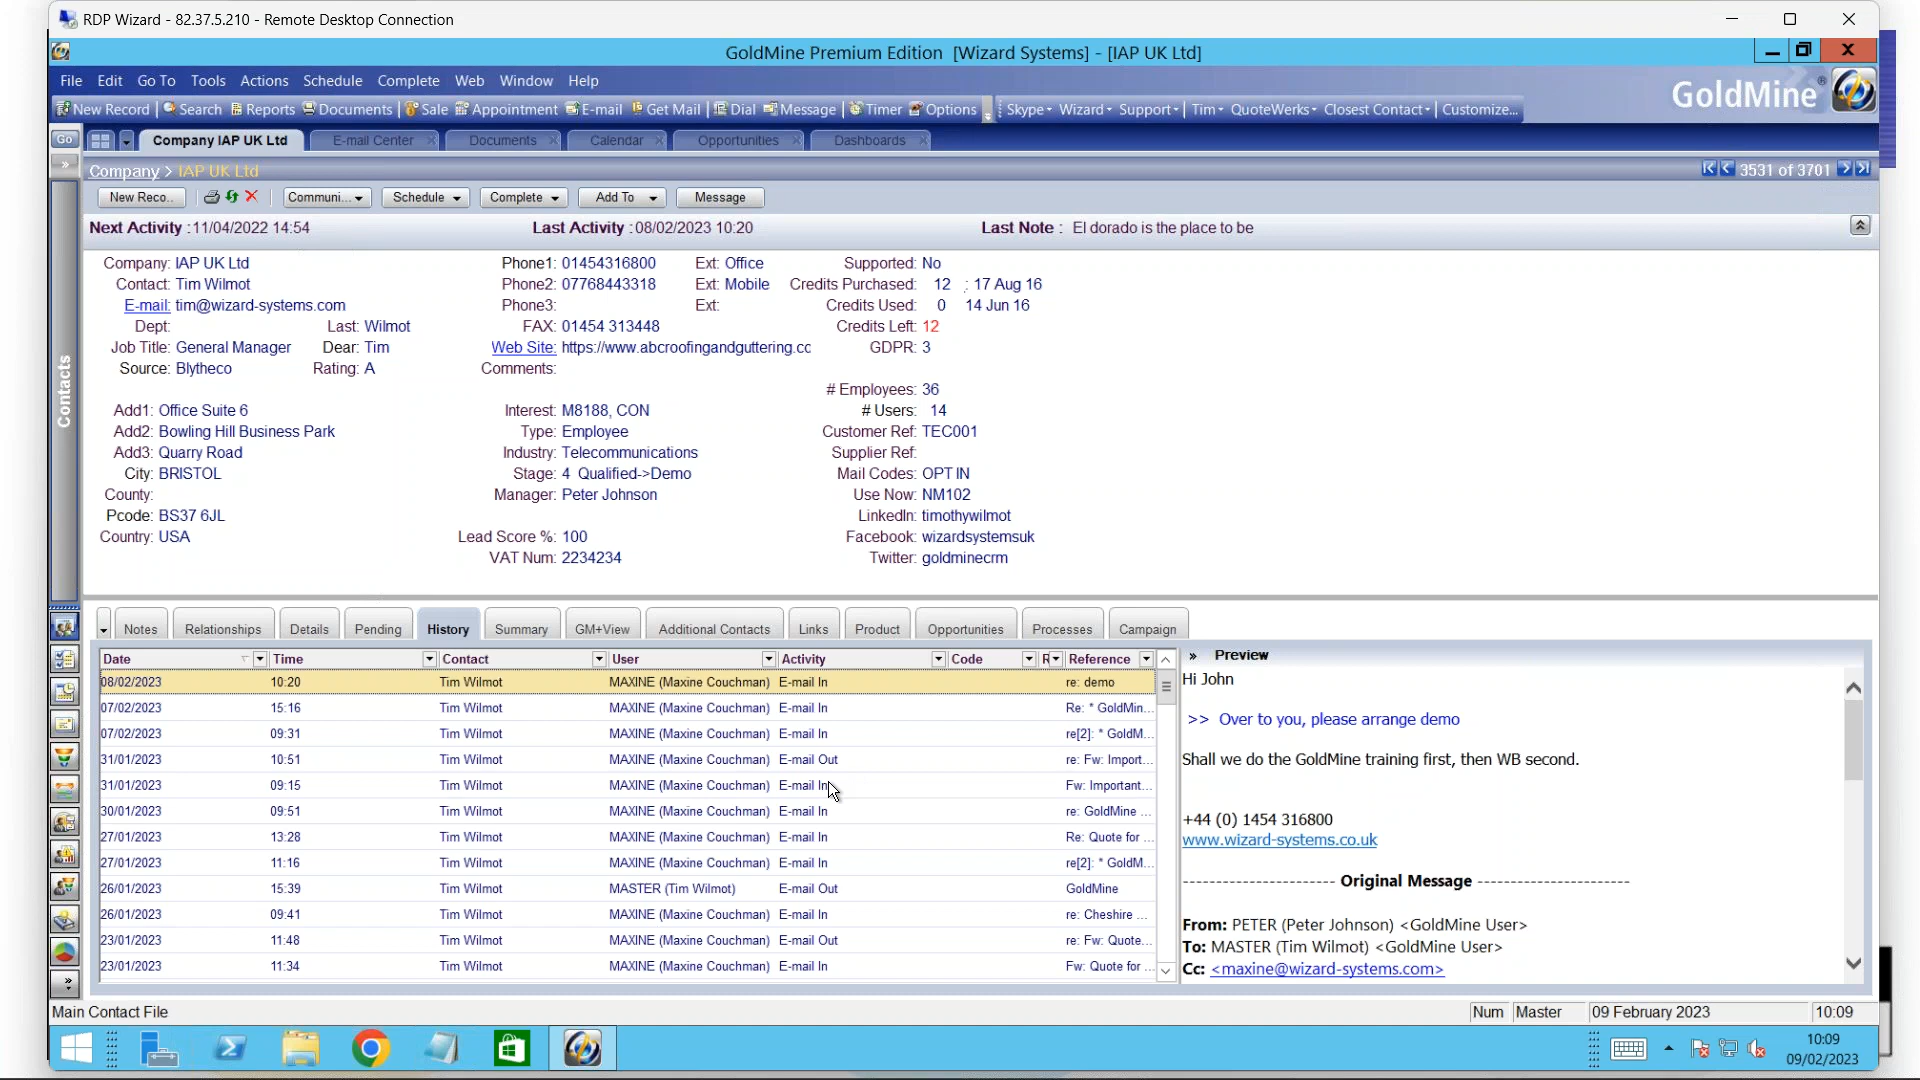 RDP Wizard - 82.37.5.210 - Remote Desktop Connection
GoldMine Premium Edition [Wizard Systems] - [IAP UK Ltd]
File Edit Go To Tools Actions Schedule Complete Web Window Help
GoldMine
New Record Search Reports Documents Sale Appointment E-mail Get Mail Dial Message Timer Options Skype Wizard Support Tim QuoteWerks Closest Contact Customize...
Go Company IAP UK Ltd E-mail Center Documents Calendar Opportunities Dashboards
Company > IAP UK Ltd 3531 of 3701
New Reco.. Communi... Schedule Complete Add To Message
Next Activity : 11/04/2022 14:54 Last Activity : 08/02/2023 10:20 Last Note : El dorado is the place to be
Contacts
Company: IAP UK Ltd Phone1: 01454316800 Ext: Office Supported: No
Contact: Tim Wilmot Phone2: 07768443318 Ext: Mobile Credits Purchased: 12 : 17 Aug 16
E-mail: tim@wizard-systems.com Phone3: Ext: Credits Used: 0 14 Jun 16
Dept: Last: Wilmot FAX: 01454 313448 Credits Left: 12
Job Title: General Manager Dear: Tim Web Site: https://www.abcroofingandguttering.cc GDPR: 3
Source: Blytheco Rating: A Comments:
# Employees: 36
Add1: Office Suite 6 Interest: M8188, CON # Users: 14
Add2: Bowling Hill Business Park Type: Employee Customer Ref: TEC001
Add3: Quarry Road Industry: Telecommunications Supplier Ref:
City: BRISTOL Stage: 4 Qualified->Demo Mail Codes: OPT IN
County: Manager: Peter Johnson Use Now: NM102
Pcode: BS37 6JL LinkedIn: timothywilmot
Country: USA Lead Score %: 100 Facebook: wizardsystemsuk
VAT Num: 2234234 Twitter: goldminecrm
Notes Relationships Details Pending History Summary GM+View Additional Contacts Links Product Opportunities Processes Campaign
Date Time Contact User Activity Code R Reference
08/02/2023 10:20 Tim Wilmot MAXINE (Maxine Couchman) E-mail In re: demo
07/02/2023 15:16 Tim Wilmot MAXINE (Maxine Couchman) E-mail In Re: * GoldMin...
07/02/2023 09:31 Tim Wilmot MAXINE (Maxine Couchman) E-mail In re[2]: * GoldM...
31/01/2023 10:51 Tim Wilmot MAXINE (Maxine Couchman) E-mail Out re: Fw: Import...
31/01/2023 09:15 Tim Wilmot MAXINE (Maxine Couchman) E-mail In Fw: Important...
30/01/2023 09:51 Tim Wilmot MAXINE (Maxine Couchman) E-mail In re: GoldMine ...
27/01/2023 13:28 Tim Wilmot MAXINE (Maxine Couchman) E-mail In Re: Quote for ...
27/01/2023 11:16 Tim Wilmot MAXINE (Maxine Couchman) E-mail In re[2]: * GoldM...
26/01/2023 15:39 Tim Wilmot MASTER (Tim Wilmot) E-mail Out GoldMine
26/01/2023 09:41 Tim Wilmot MAXINE (Maxine Couchman) E-mail In re: Cheshire ...
23/01/2023 11:48 Tim Wilmot MAXINE (Maxine Couchman) E-mail Out re: Fw: Quote...
23/01/2023 11:34 Tim Wilmot MAXINE (Maxine Couchman) E-mail In Fw: Quote for ...
» Preview
Hi John
>> Over to you, please arrange demo
Shall we do the GoldMine training first, then WB second.
+44 (0) 1454 316800
www.wizard-systems.co.uk
---------------------- Original Message ----------------------
From: PETER (Peter Johnson) <GoldMine User>
To: MASTER (Tim Wilmot) <GoldMine User>
Cc: <maxine@wizard-systems.com>
Main Contact File Num Master 09 February 2023 10:09
10:09
09/02/2023